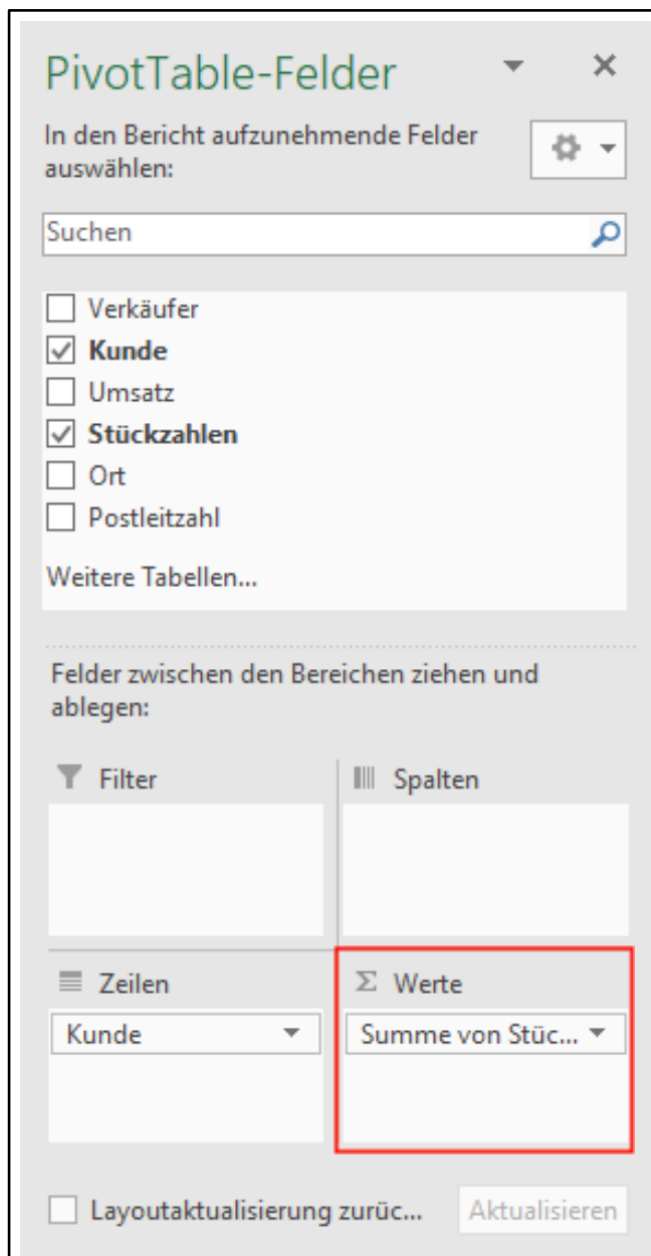 PivotTable-Felder
In den Bericht aufzunehmende Felder
auswählen:
Suchen
Verkäufer
Kunde
Umsatz
Stückzahlen
Ort
Postleitzahl
Weitere Tabellen...
Felder zwischen den Bereichen ziehen und
ablegen:
Filter
Spalten
Zeilen
Σ Werte
Kunde
Summe von Stüc...
Layoutaktualisierung zurüc...
Aktualisieren